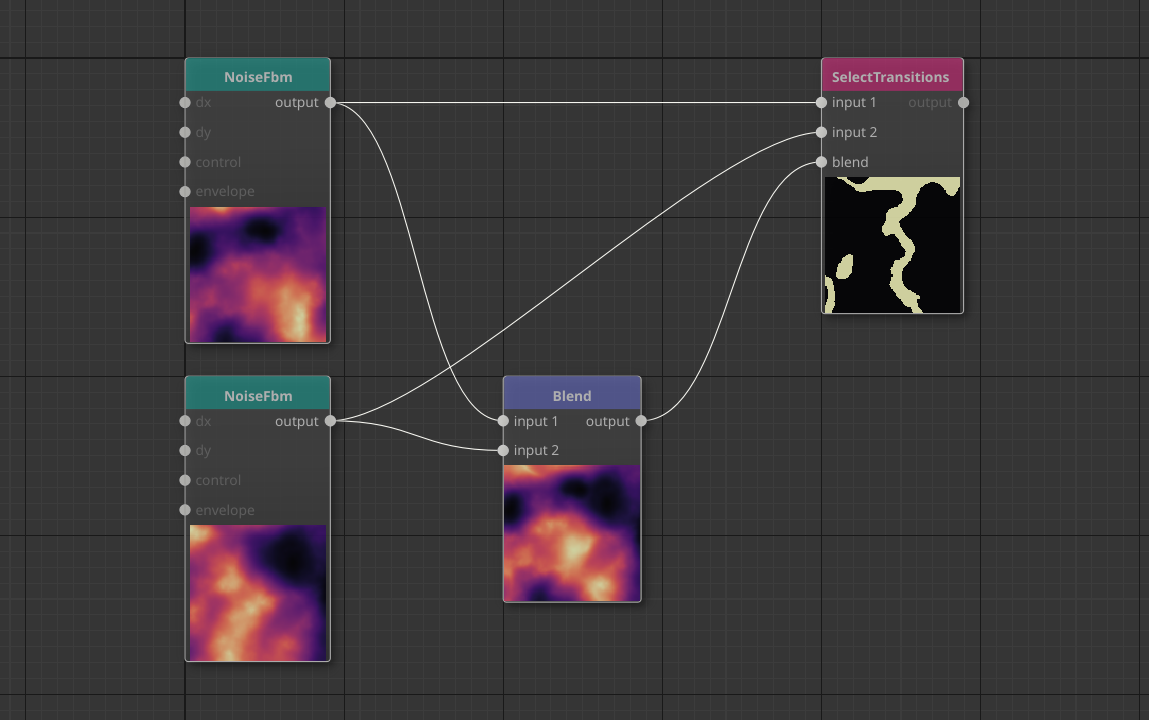 NoiseFbm
dx
output
dy
control
envelope
SelectTransitions
input 1
output
input 2
blend
NoiseFbm
dx
output
dy
control
envelope
Blend
input 1
output
input 2